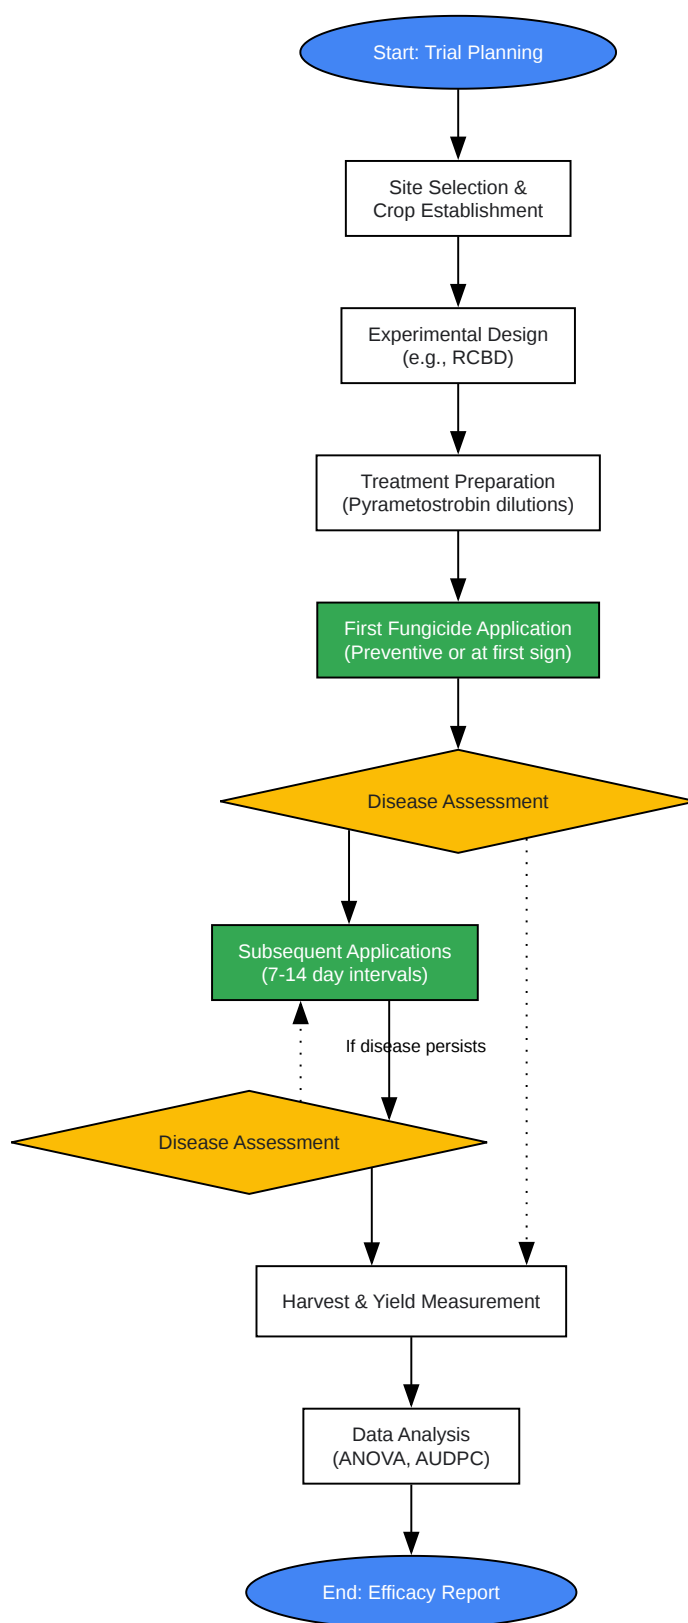 Start: Trial Planning
Site Selection &
Crop Establishment
Experimental Design
(e.g., RCBD)
Treatment Preparation
(Pyrametostrobin dilutions)
First Fungicide Application
(Preventive or at first sign)
Disease Assessment
Subsequent Applications
(7-14 day intervals)
If disease persists
Disease Assessment
Harvest & Yield Measurement
Data Analysis
(ANOVA, AUDPC)
End: Efficacy Report